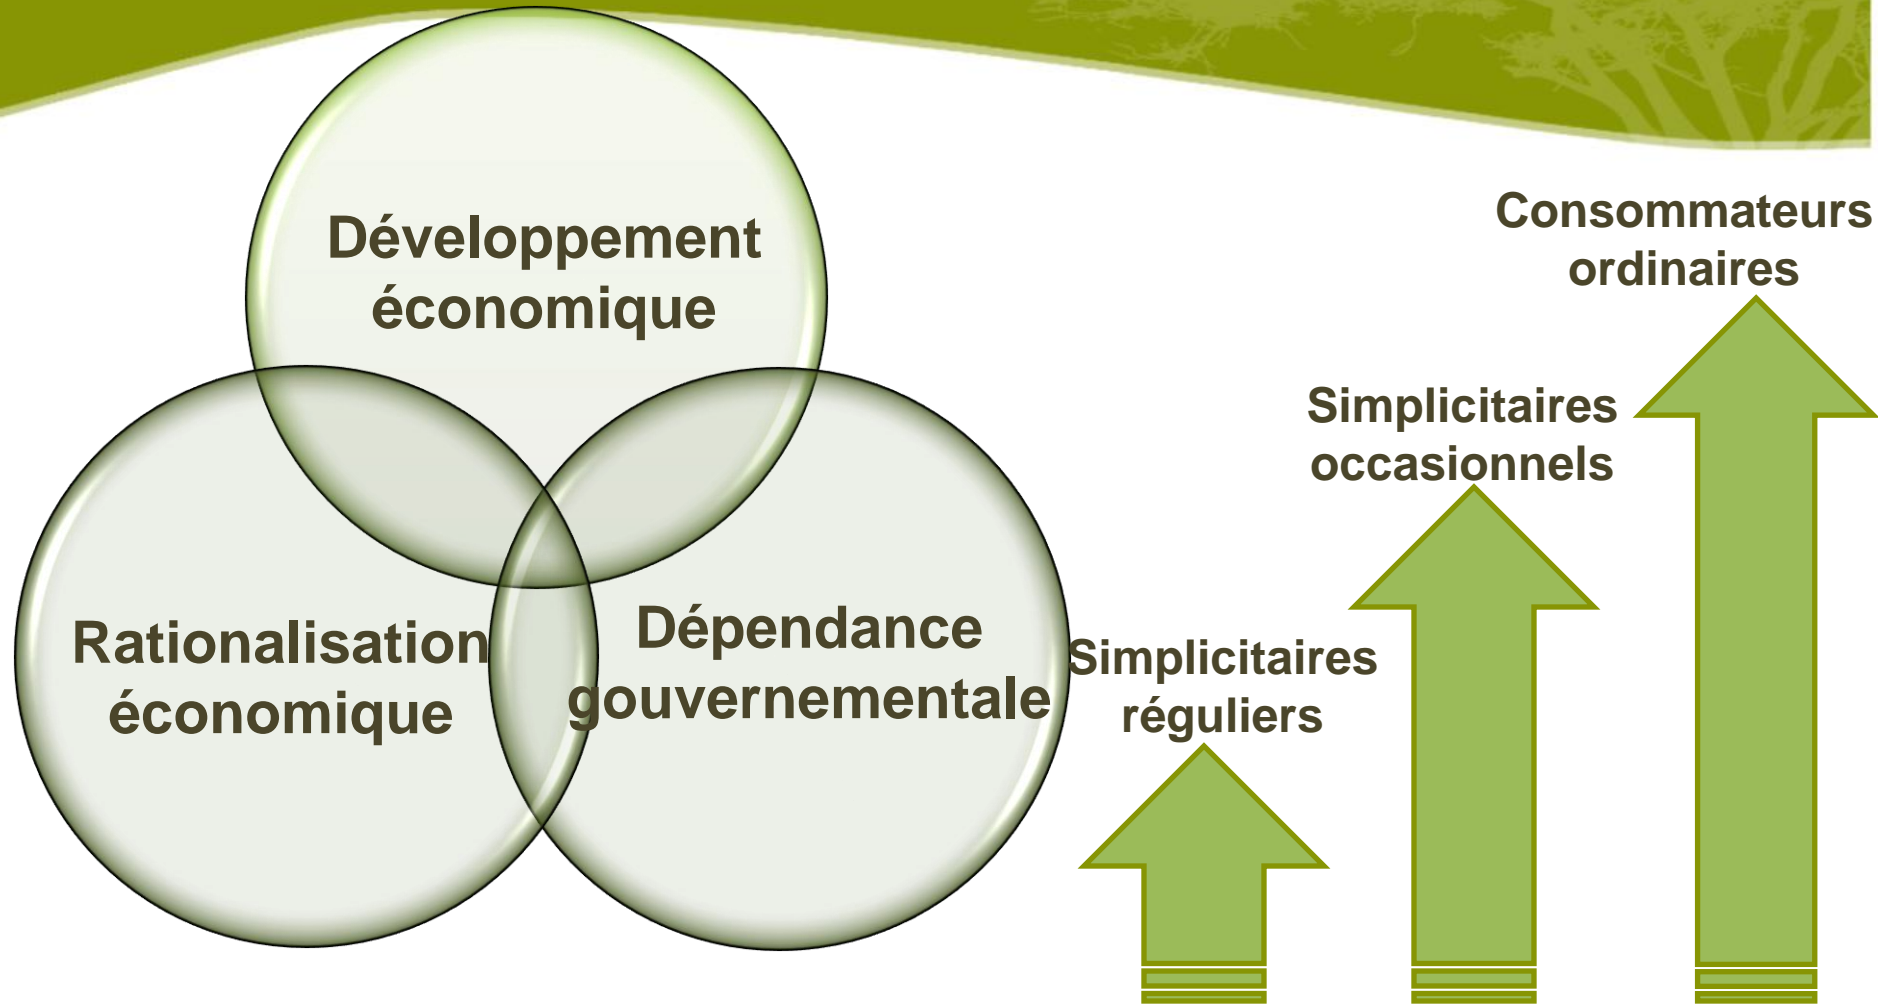 Développement
économique
Rationalisation
économique
Dépendance
gouvernementale
Simplicitaires
réguliers
Simplicitaires
occasionnels
Consommateurs
ordinaires